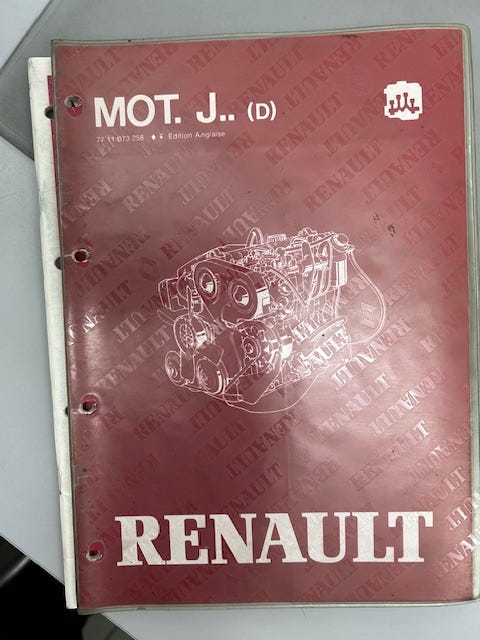 MOT. J.. (D)
77 11 073 258 Edition Anglaise
RENAULT